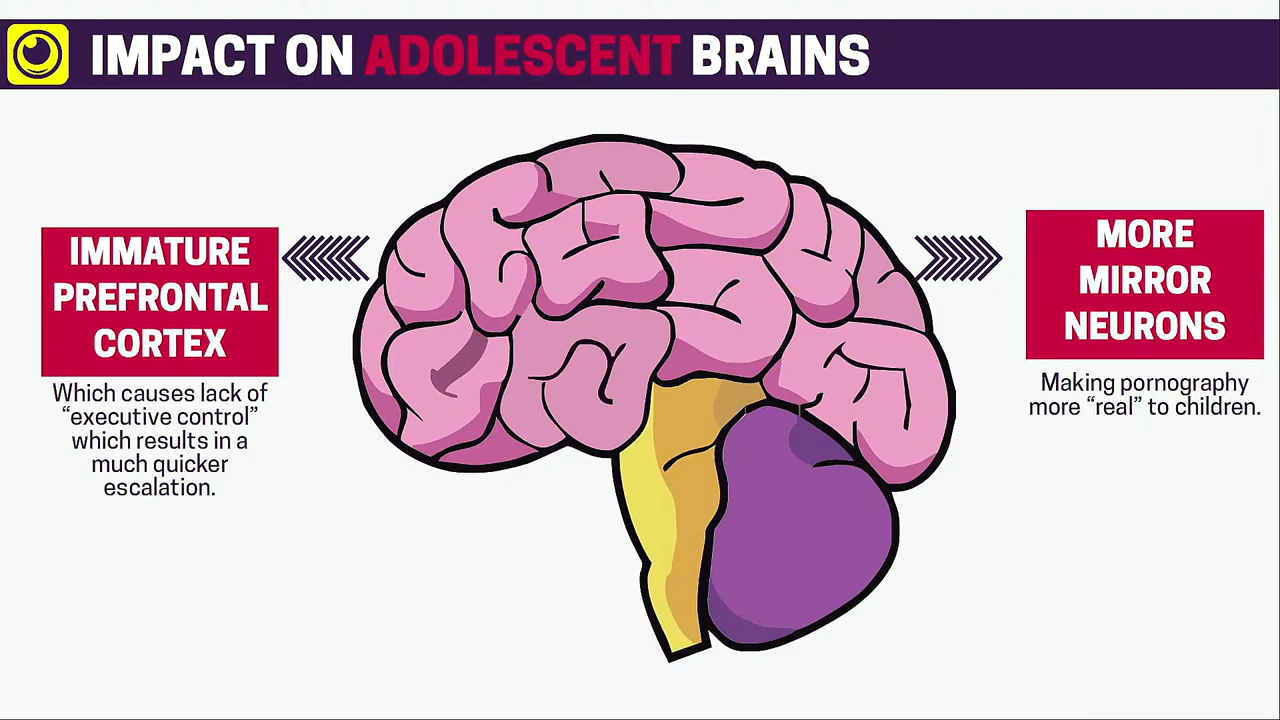 IMPACT ON ADOLESCENT BRAINS
IMMATURE
PREFRONTAL
CORTEX
Which causes lack of
“executive control”
which results in a
much quicker
escalation.
MORE
MIRROR
NEURONS
Making pornography
more “real” to children.